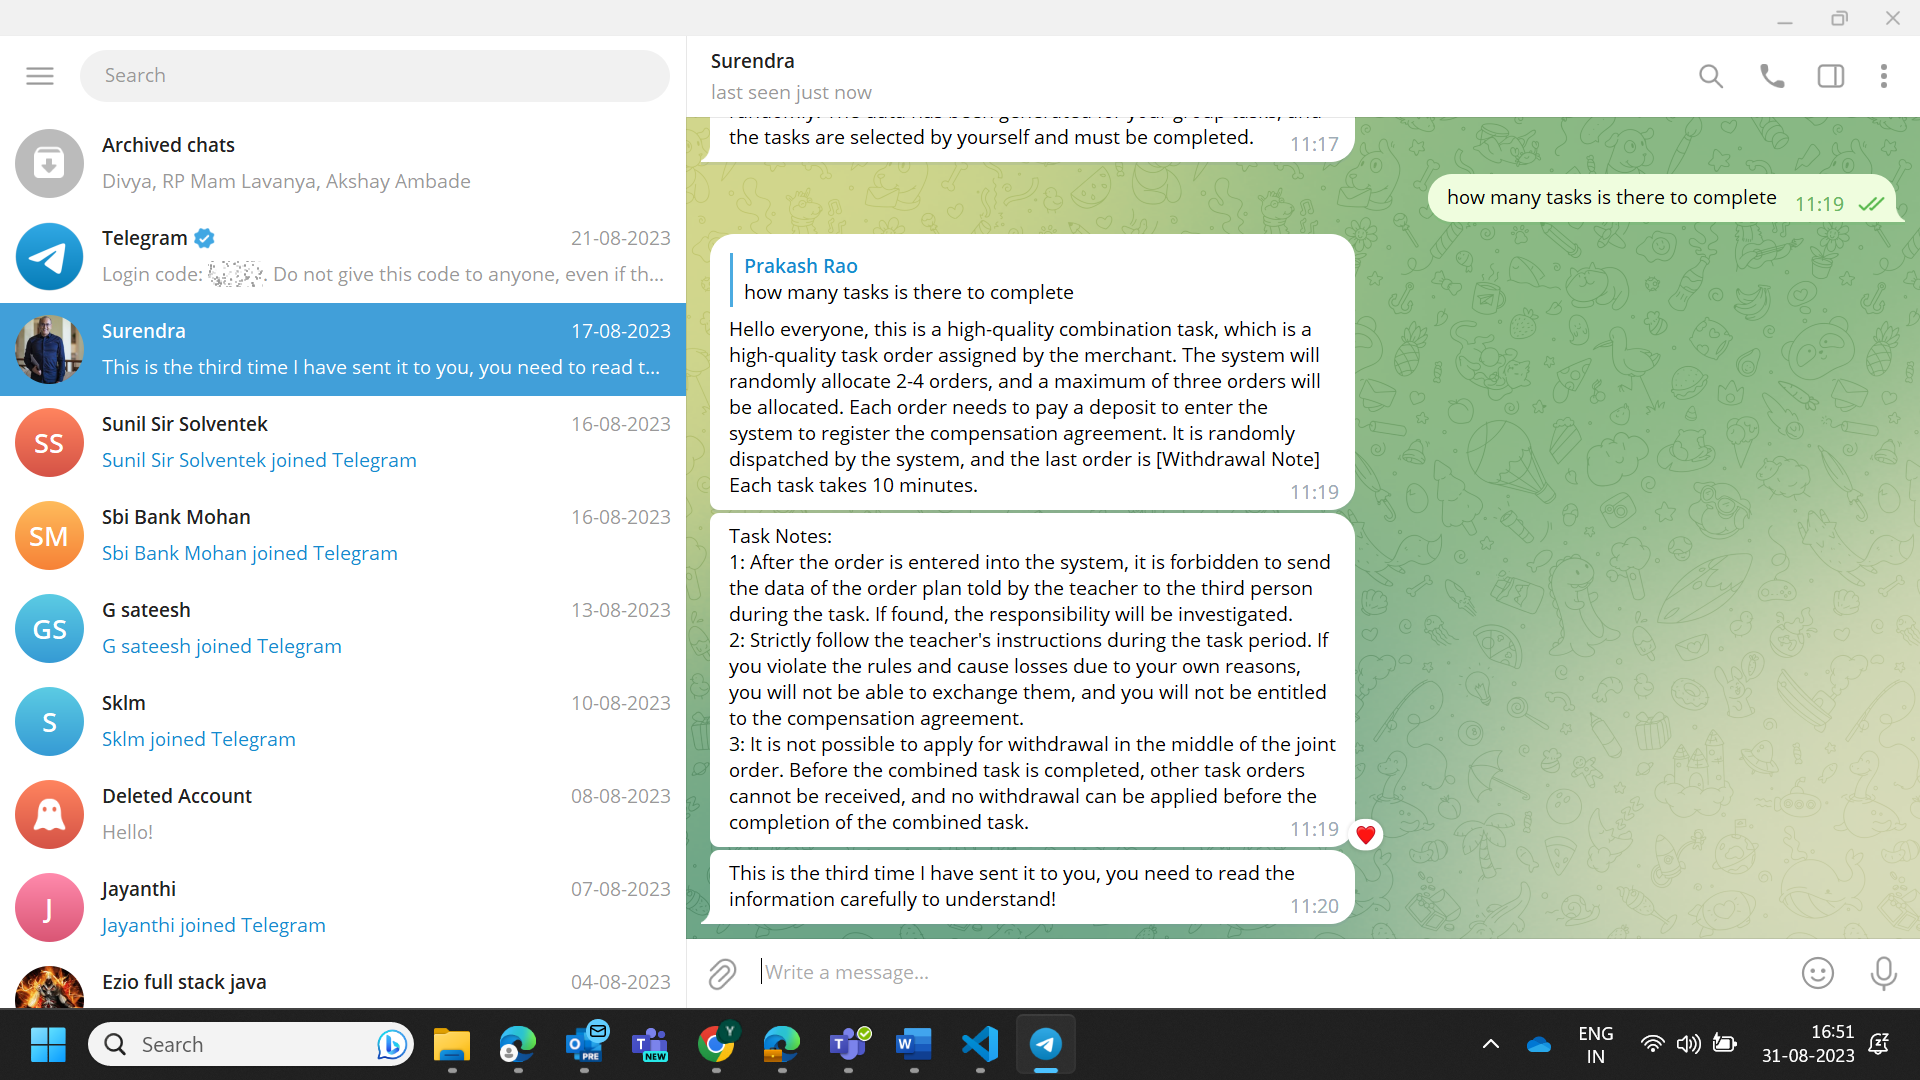 Search
Archived chats
Divya, RP Mam Lavanya, Akshay Ambade
Telegram
21-08-2023
Login code: . Do not give this code to anyone, even if th...
Surendra
17-08-2023
This is the third time I have sent it to you, you need to read t...
SS
Sunil Sir Solventek
16-08-2023
Sunil Sir Solventek joined Telegram
SM
Sbi Bank Mohan
16-08-2023
Sbi Bank Mohan joined Telegram
GS
G sateesh
13-08-2023
G sateesh joined Telegram
S
Sklm
10-08-2023
Sklm joined Telegram
Deleted Account
08-08-2023
Hello!
J
Jayanthi
07-08-2023
Jayanthi joined Telegram
Ezio full stack java
04-08-2023
Surendra
last seen just now
the tasks are selected by yourself and must be completed.
11:17
how many tasks is there to complete
11:19
Prakash Rao
how many tasks is there to complete
Hello everyone, this is a high-quality combination task, which is a
high-quality task order assigned by the merchant. The system will
randomly allocate 2-4 orders, and a maximum of three orders will
be allocated. Each order needs to pay a deposit to enter the
system to register the compensation agreement. It is randomly
dispatched by the system, and the last order is [Withdrawal Note]
Each task takes 10 minutes.
11:19
Task Notes:
1: After the order is entered into the system, it is forbidden to send
the data of the order plan told by the teacher to the third person
during the task. If found, the responsibility will be investigated.
2: Strictly follow the teacher's instructions during the task period. If
you violate the rules and cause losses due to your own reasons,
you will not be able to exchange them, and you will not be entitled
to the compensation agreement.
3: It is not possible to apply for withdrawal in the middle of the joint
order. Before the combined task is completed, other task orders
cannot be received, and no withdrawal can be applied before the
completion of the combined task.
11:19
This is the third time I have sent it to you, you need to read the
information carefully to understand!
11:20
Write a message...
Search
PRE
NEW
Y
ENG
IN
16:51
31-08-2023